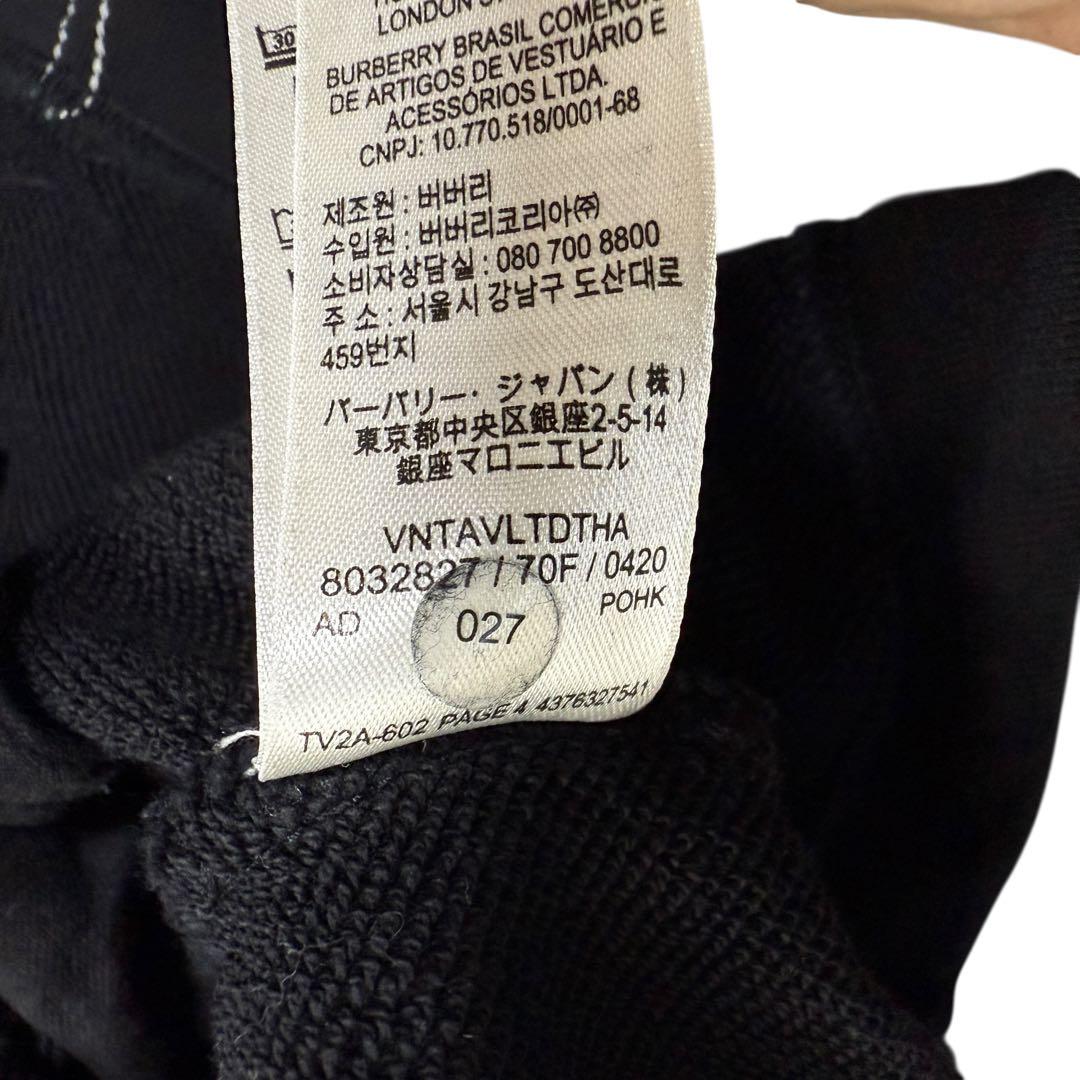 LONDON
30
BURBERRY BRASIL COMERC
DE ARTIGOS DE VESTUÁRIO E
ACESSÓRIOS LTDA.
CNPJ: 10.770.518/0001-68
제조원 : 버버리
수입원 : 버버리코리아㈜
소비자상담실 : 080 700 8800
주 소 : 서울시 강남구 도산대로
459번지
バーバリー・ジャパン (株)
東京都中央区銀座2-5-14
銀座マロニエビル
VNTAVLTDTHA
8032827 / 70F / 0420
AD 027 POHK
TV2A-602 PAGE 4 4376327541